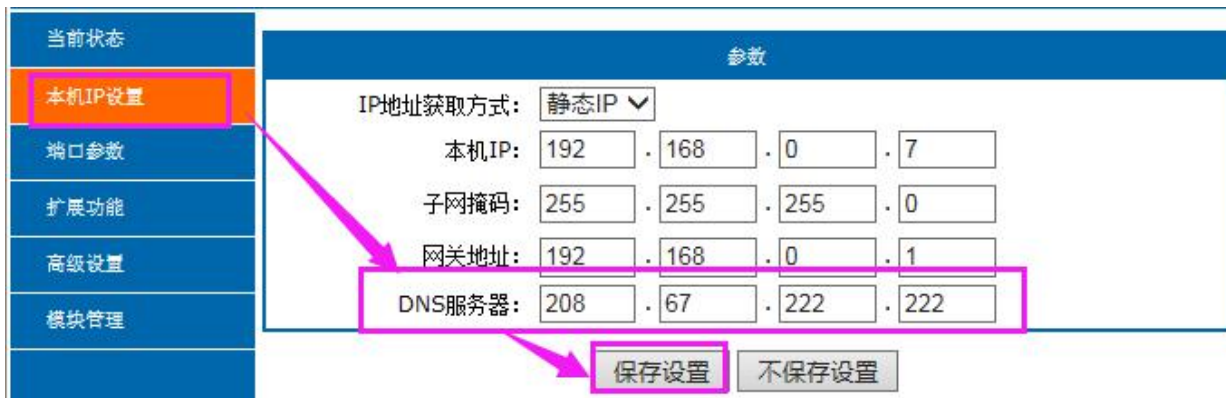 当前状态
本机IP设置
端口参数
扩展功能
高级设置
模块管理
参数
IP地址获取方式: 静态IP
本机IP: 192 . 168 . 0 . 7
子网掩码: 255 . 255 . 255 . 0
网关地址: 192 . 168 . 0 . 1
DNS服务器: 208 . 67 . 222 . 222
保存设置 不保存设置